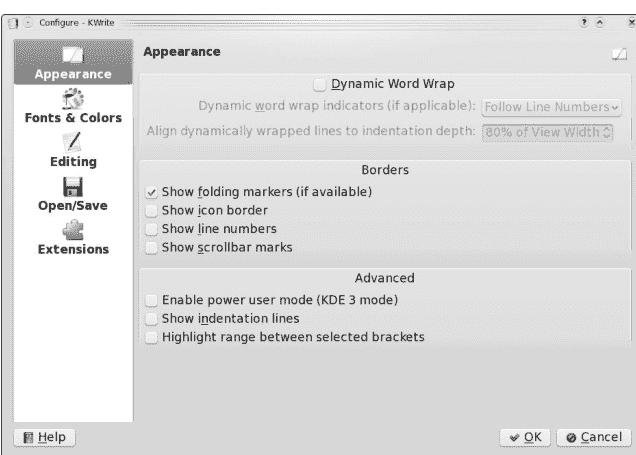 Configure - KWrite
Appearance
Fonts & Colors
Editing
Open/Save
Extensions
Appearance
Dynamic Word Wrap
Dynamic word wrap indicators (if applicable): Follow Line Numbers
Align dynamically wrapped lines to indentation depth: 80% of View Width
Borders
Show folding markers (if available)
Show icon border
Show line numbers
Show scrollbar marks
Advanced
Enable power user mode (KDE 3 mode)
Show indentation lines
Highlight range between selected brackets
Help
OK
Cancel